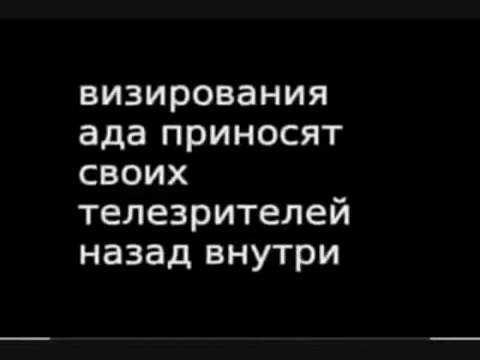 визирования
ада приносят
своих
телезрителей
назад внутри